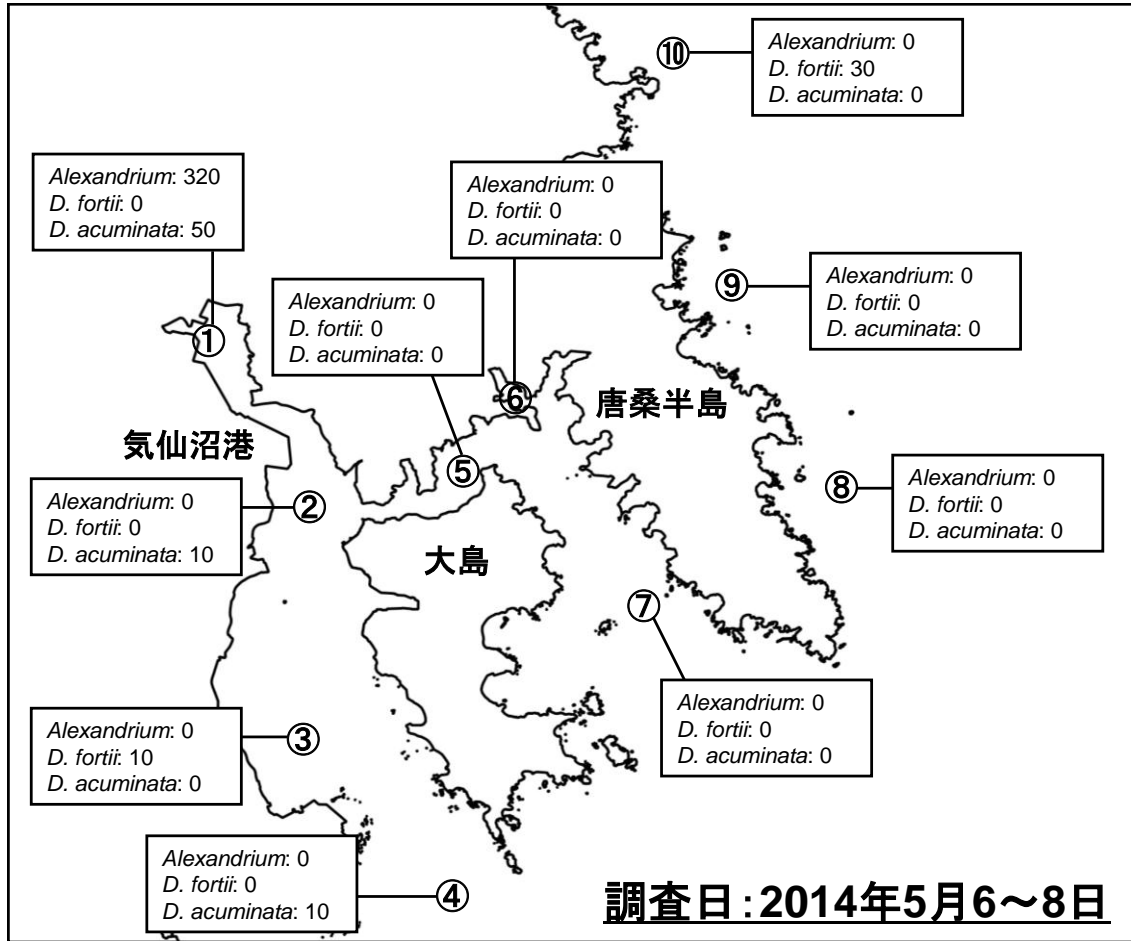 ⑩
Alexandrium: 0
D. fortii: 30
D. acuminata: 0
Alexandrium: 320
D. fortii: 0
D. acuminata: 50
①
Alexandrium: 0
D. fortii: 0
D. acuminata: 0
⑥
Alexandrium: 0
D. fortii: 0
D. acuminata: 0
⑤
⑨
Alexandrium: 0
D. fortii: 0
D. acuminata: 0
唐桑半島
気仙沼港
Alexandrium: 0
D. fortii: 0
D. acuminata: 10
②
大島
⑧
Alexandrium: 0
D. fortii: 0
D. acuminata: 0
⑦
Alexandrium: 0
D. fortii: 0
D. acuminata: 0
Alexandrium: 0
D. fortii: 10
D. acuminata: 0
③
Alexandrium: 0
D. fortii: 0
D. acuminata: 10
④
調査日:2014年5月6～8日